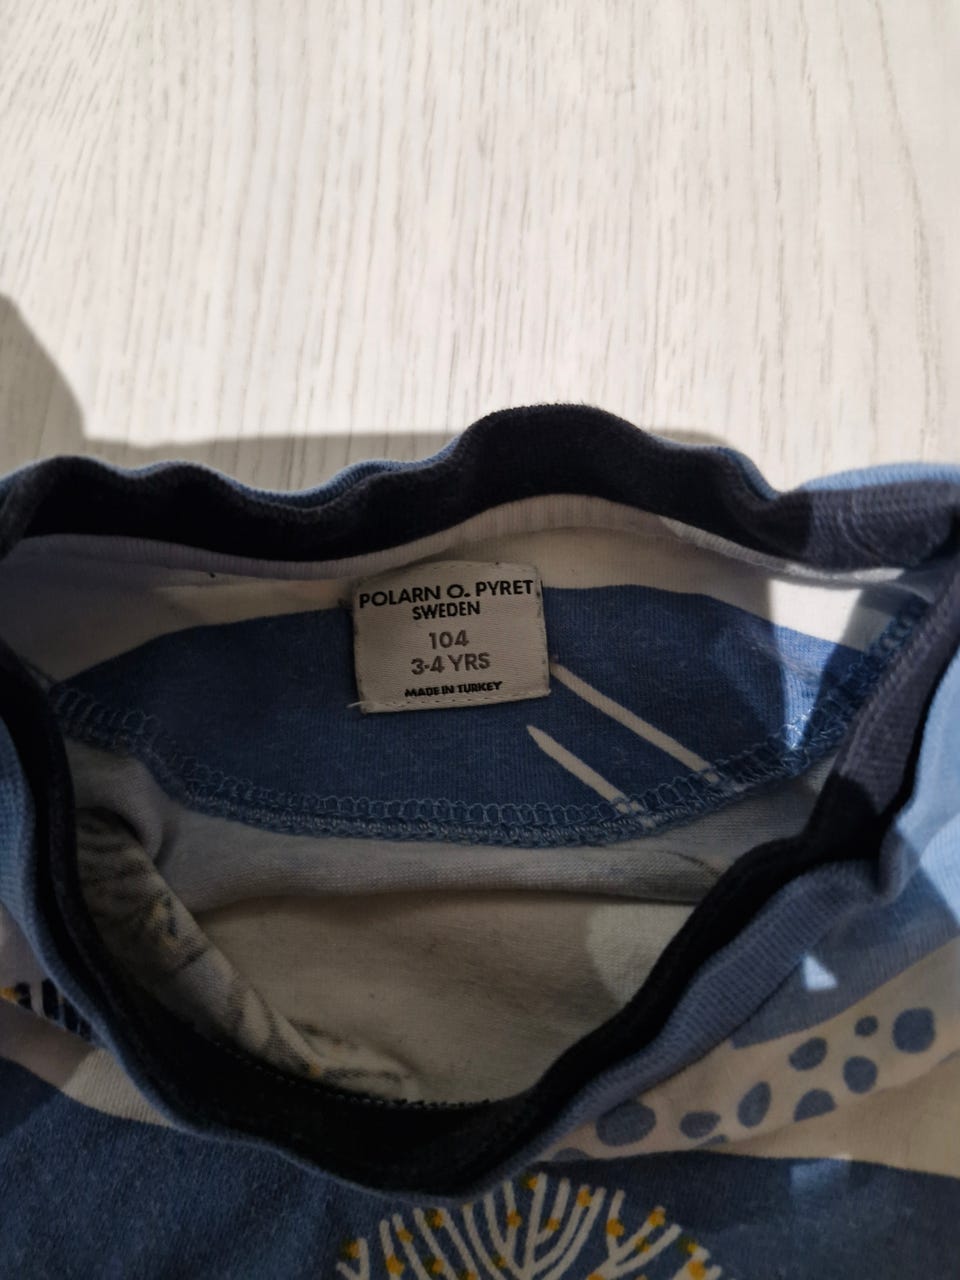 POLARN O. PYRET
SWEDEN
104
3-4 YRS
MADE IN TURKEY